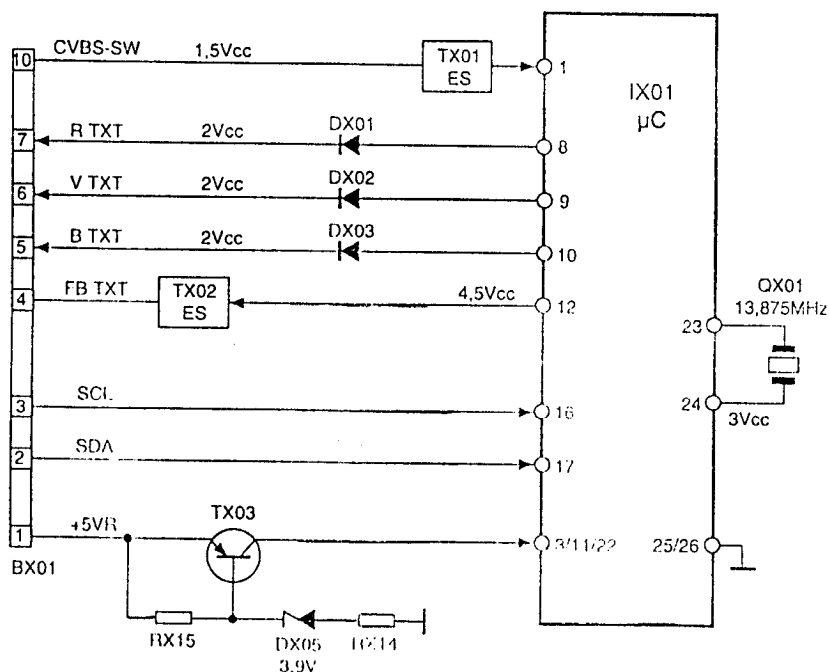 10 CVBS-SW 1,5Vcc TX01 ES 1
IX01
µC
7 R TXT 2Vcc DX01 8
6 V TXT 2Vcc DX02 9
5 B TXT 2Vcc DX03 10
4 FB TXT TX02 ES 4,5Vcc 12
QX01
13,875MHz
23
24
3Vcc
3 SCL 16
2 SDA 17
1 +5VR TX03 3/11/22 25/26
BX01
RX15 DX05 RX14
3,9V